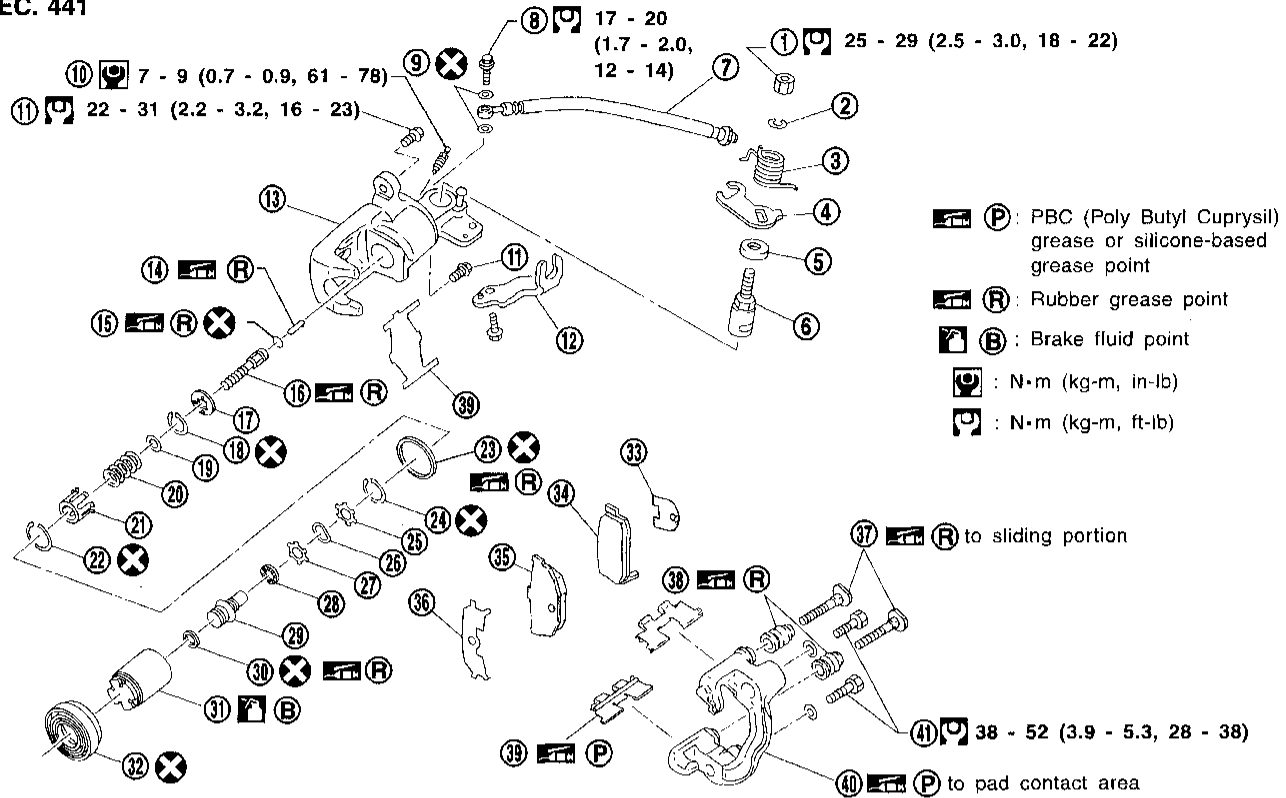 EC. 441
8 17 - 20
(1.7 - 2.0,
12 - 14)
1 25 - 29 (2.5 - 3.0, 18 - 22)
10 7 - 9 (0.7 - 0.9, 61 - 78)
9
7
11 22 - 31 (2.2 - 3.2, 16 - 23)
2
3
13
4
P : PBC (Poly Butyl Cuprysil)
grease or silicone-based
grease point
14 R
11
5
R : Rubber grease point
15 R
12
6
B : Brake fluid point
16 R
39
: N•m (kg-m, in-lb)
17
: N•m (kg-m, ft-lb)
18
19
23
R
33
20
34
21
24
22
25
35
37 R to sliding portion
26
27
38 R
28
36
29
30 R
31 B
32
39 P
41 38 - 52 (3.9 - 5.3, 28 - 38)
40 P to pad contact area